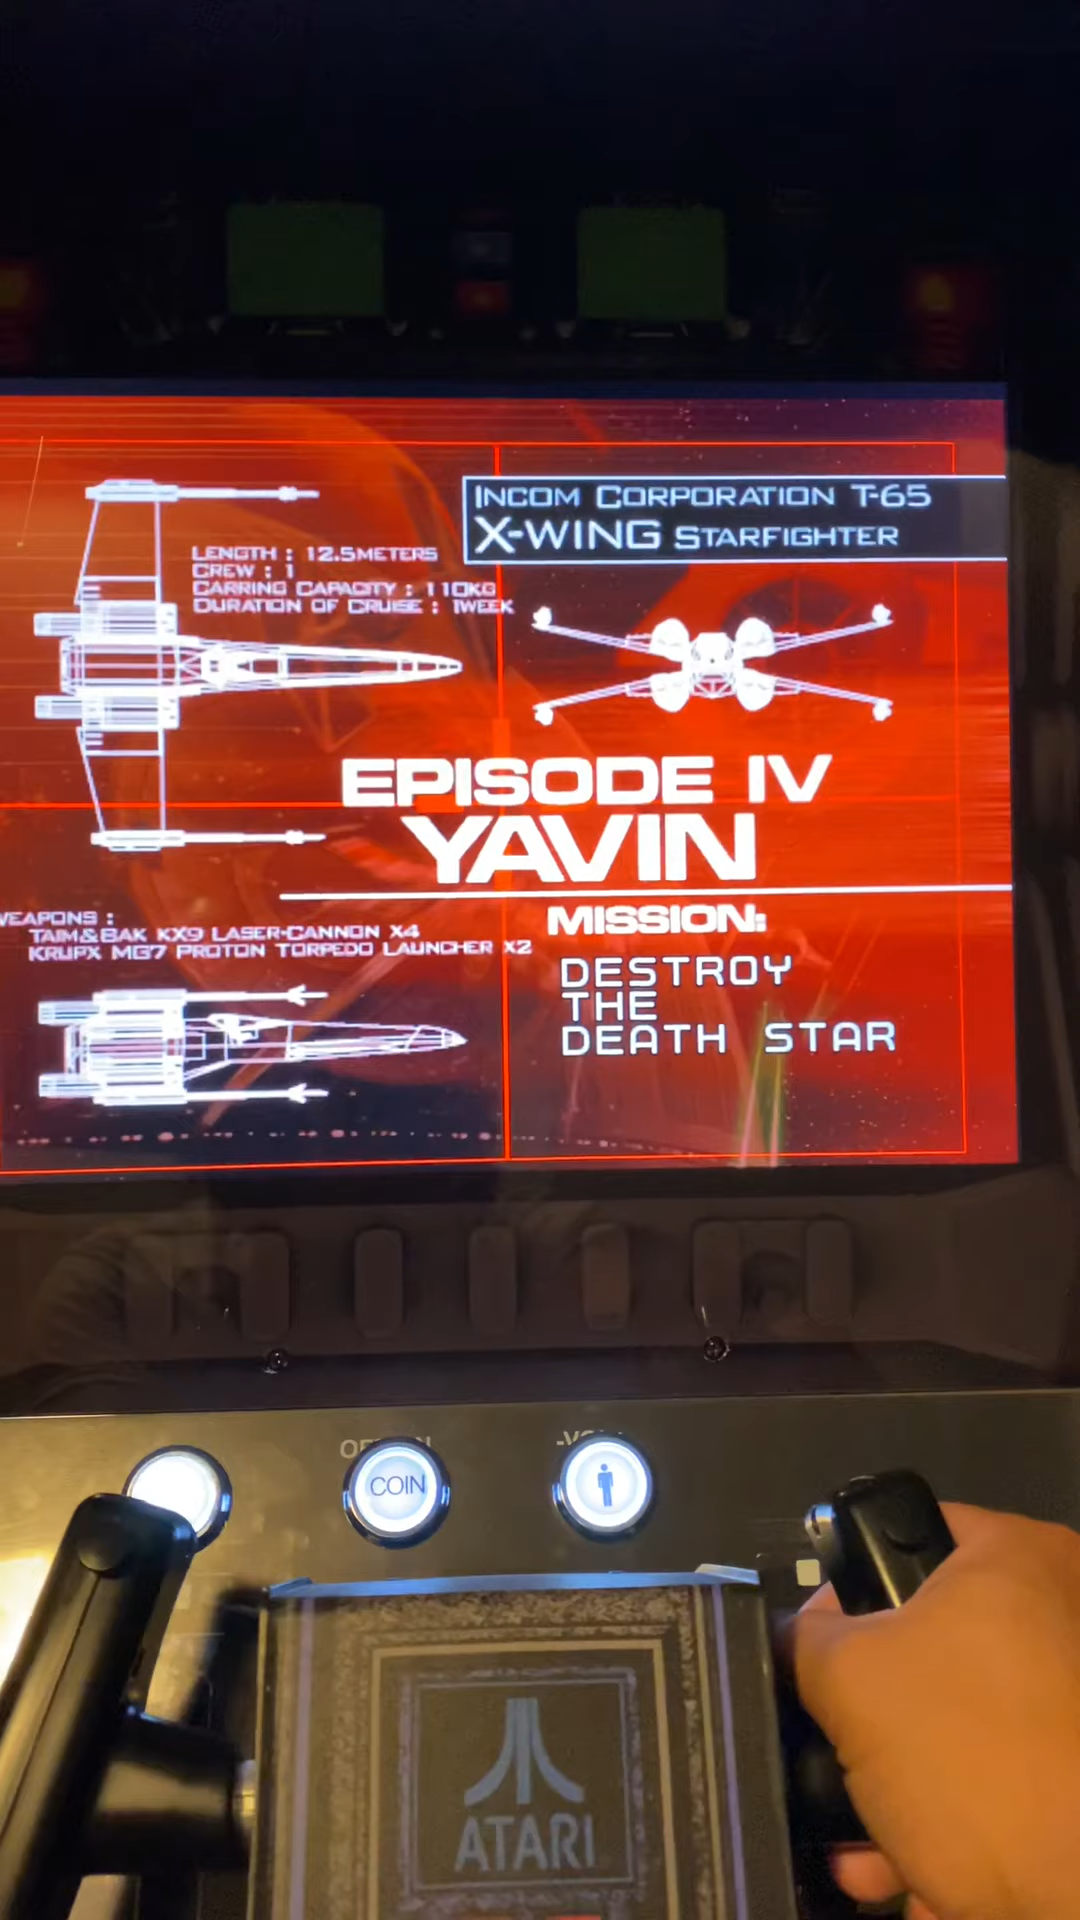 INCOM CORPORATION T-65
X-WING STARFIGHTER
LENGTH : 12.5METERS
CREW : 1
CARRING CAPACITY : 110KG
DURATION OF CRUISE : 1WEEK
EPISODE IV
YAVIN
MISSION:
DESTROY
THE
DEATH STAR
WEAPONS :
TAIM&BAK KX9 LASER-CANNON X4
KRUPX MG7 PROTON TORPEDO LAUNCHER X2
COIN
ATARI